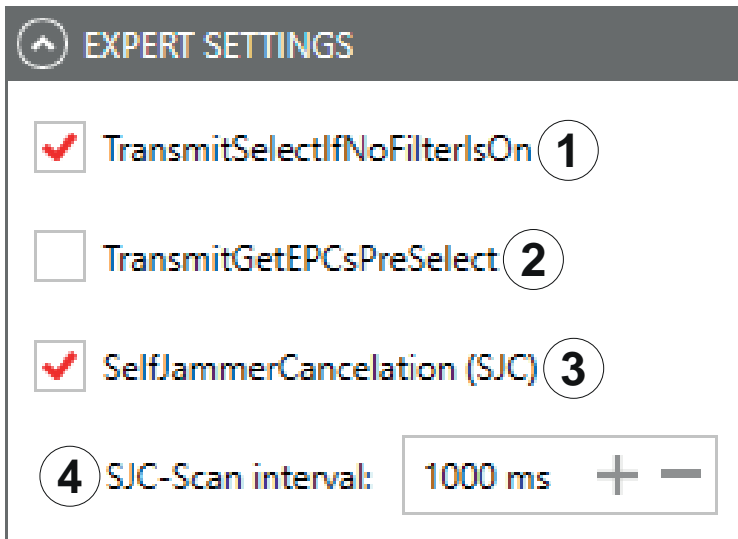 EXPERT SETTINGS
TransmitSelectIfNoFilterIsOn 1
TransmitGetEPCsPreSelect 2
SelfJammerCancelation (SJC) 3
4 SJC-Scan interval: 1000 ms + −